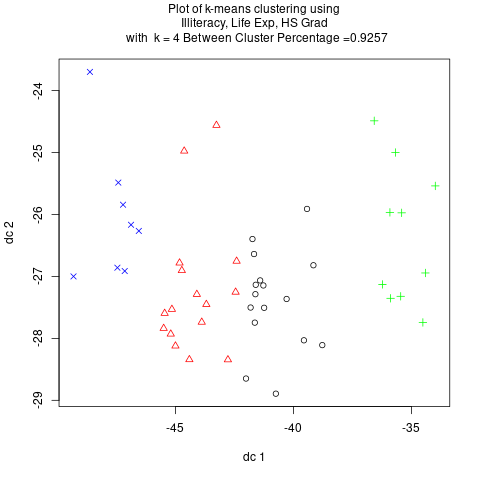 Plot of k-means clustering using
Illiteracy, Life Exp, HS Grad
with  k = 4 Between Cluster Percentage =0.9257
-24
-25
-26
-27
-28
-29
dc 2
-45
-40
-35
dc 1